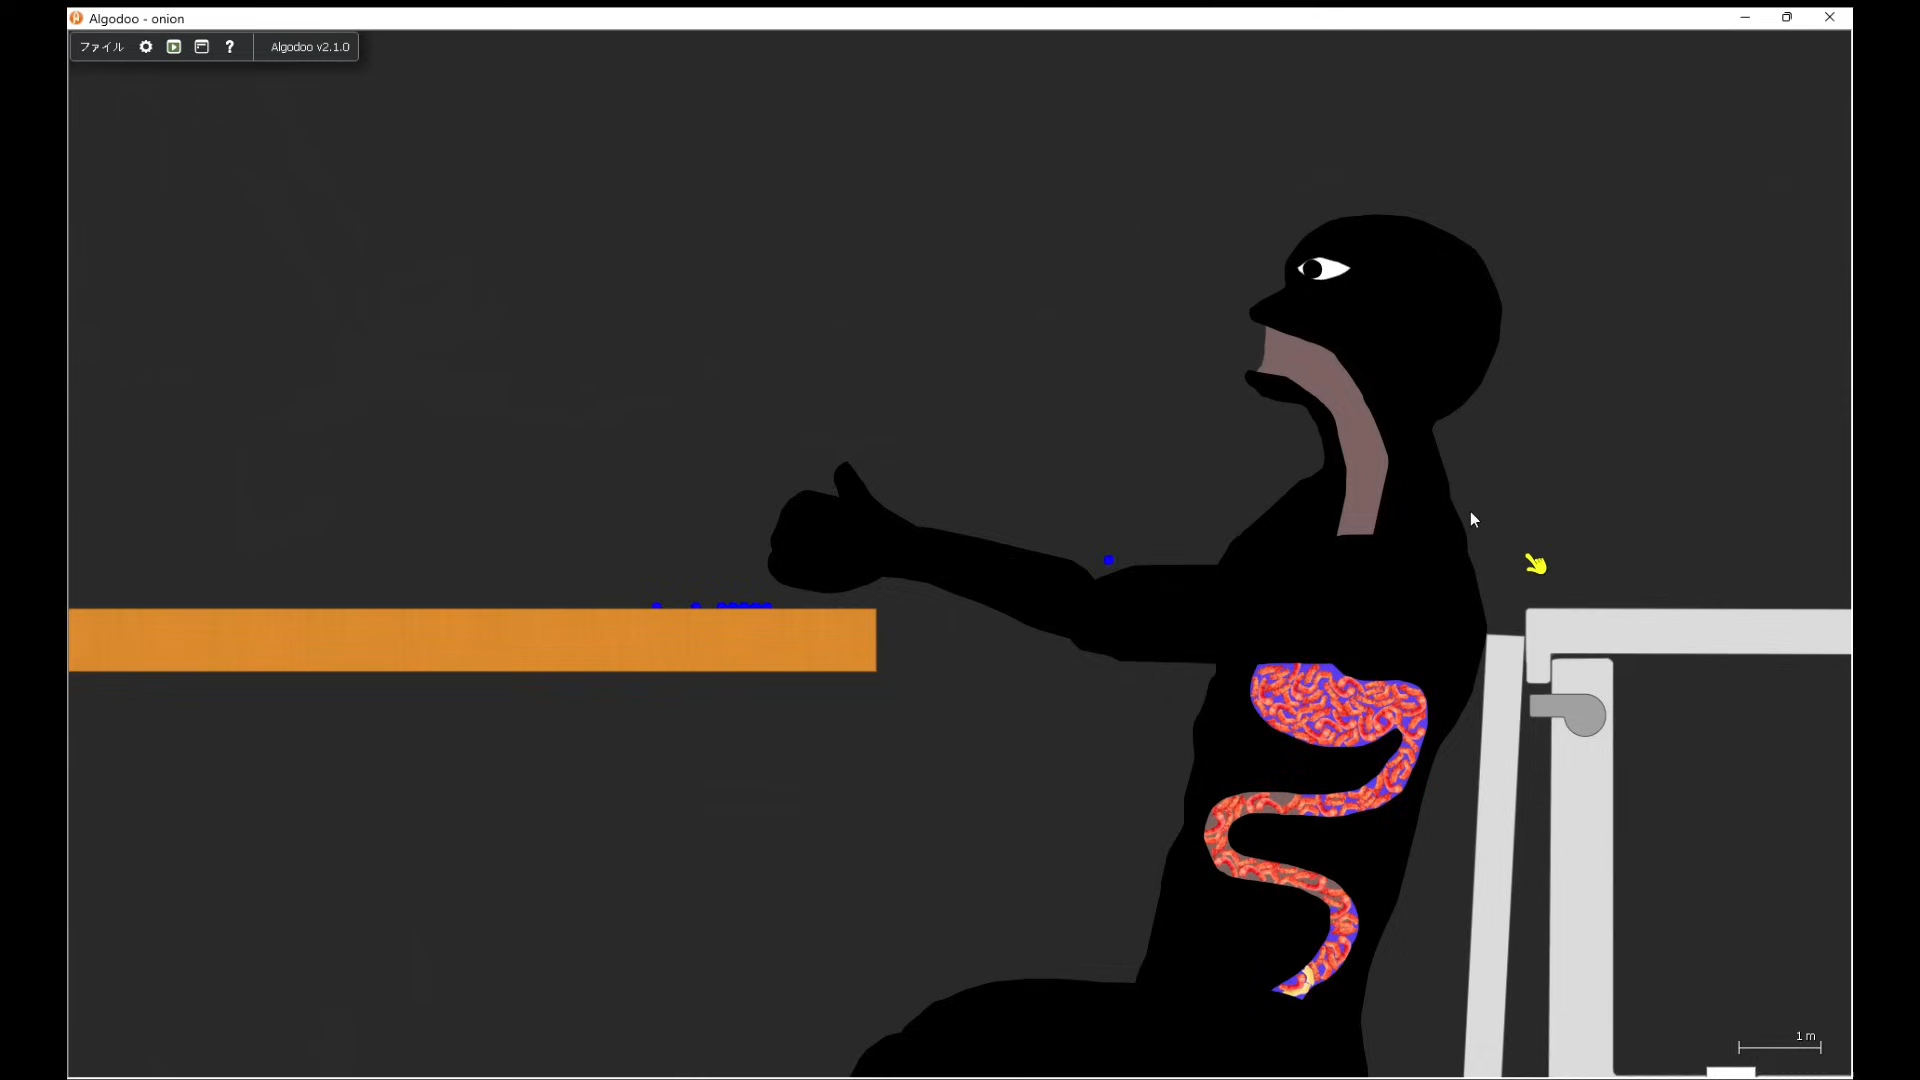 Algodoo - onion
ファイル ? Algodoo v2.1.0
1 m